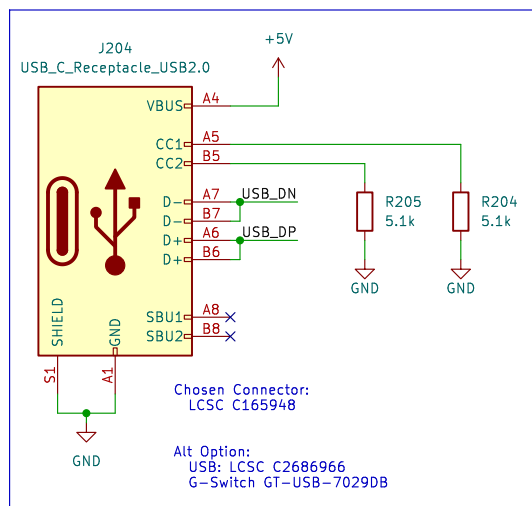 J204
USB_C_Receptacle_USB2.0
+5V
VBUS A4
CC1 A5
CC2 B5
D- A7 USB_DN
D- B7
D+ A6 USB_DP
D+ B6
R205
5.1k
R204
5.1k
GND
GND
SBU1 A8
SBU2 B8
SHIELD
GND
S1
A1
GND
Chosen Connector:
LCSC C165948
Alt Option:
USB: LCSC C2686966
G-Switch GT-USB-7029DB